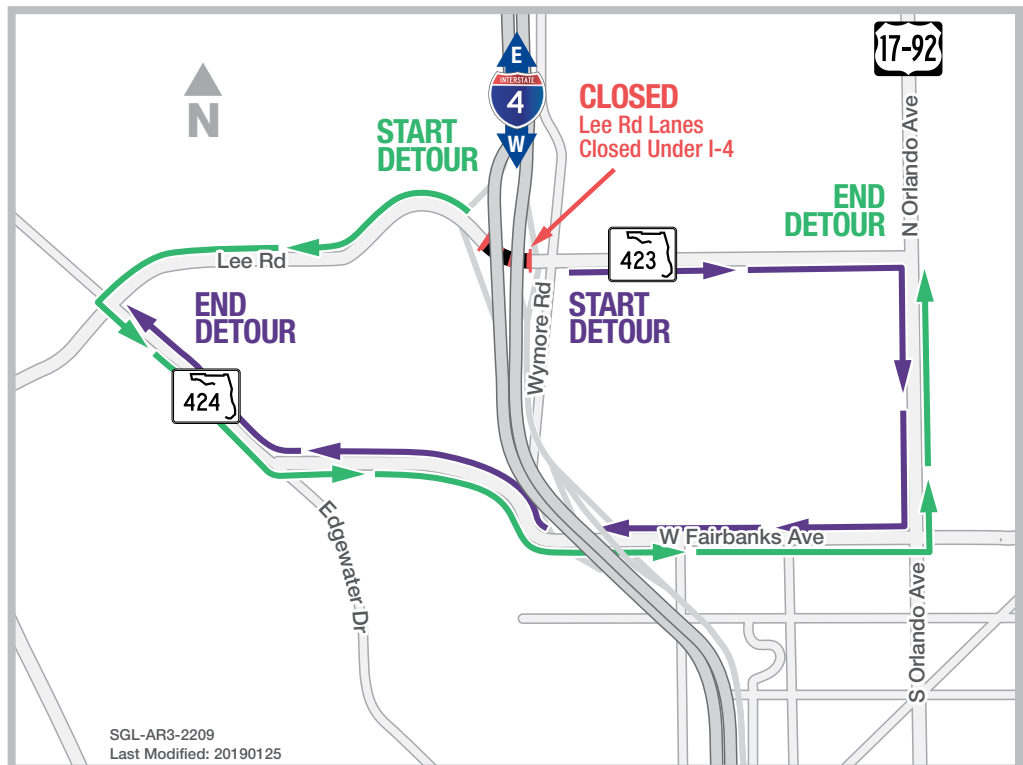 17-92
E
INTERSTATE
4
W
N
CLOSED
Lee Rd Lanes
Closed Under I-4
START
DETOUR
N Orlando Ave
END
DETOUR
Lee Rd
423
END
DETOUR
START
DETOUR
Wymore Rd
424
W Fairbanks Ave
Edgewater Dr
S Orlando Ave
SGL-AR3-2209
Last Modified: 20190125